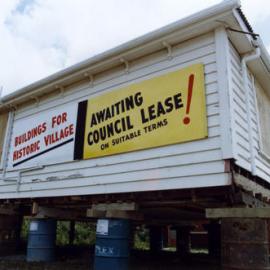 BUILDINGS FOR
HISTORIC VILLAGE
AWAITING
COUNCIL LEASE!
ON SUITABLE TERMS